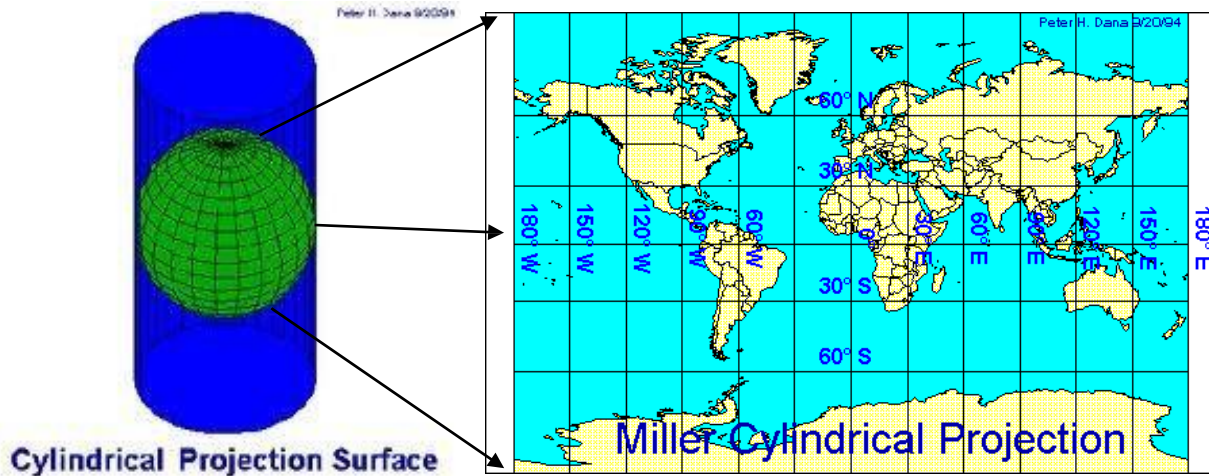 Peter H. Dana 9/20/94
Cylindrical Projection Surface
Peter H. Dana 9/20/94
60° N
30° N
180° W
150° W
120° W
90° W
60° W
0°
30° E
60° E
90° E
120° E
150° E
180° E
30° S
60° S
Miller Cylindrical Projection